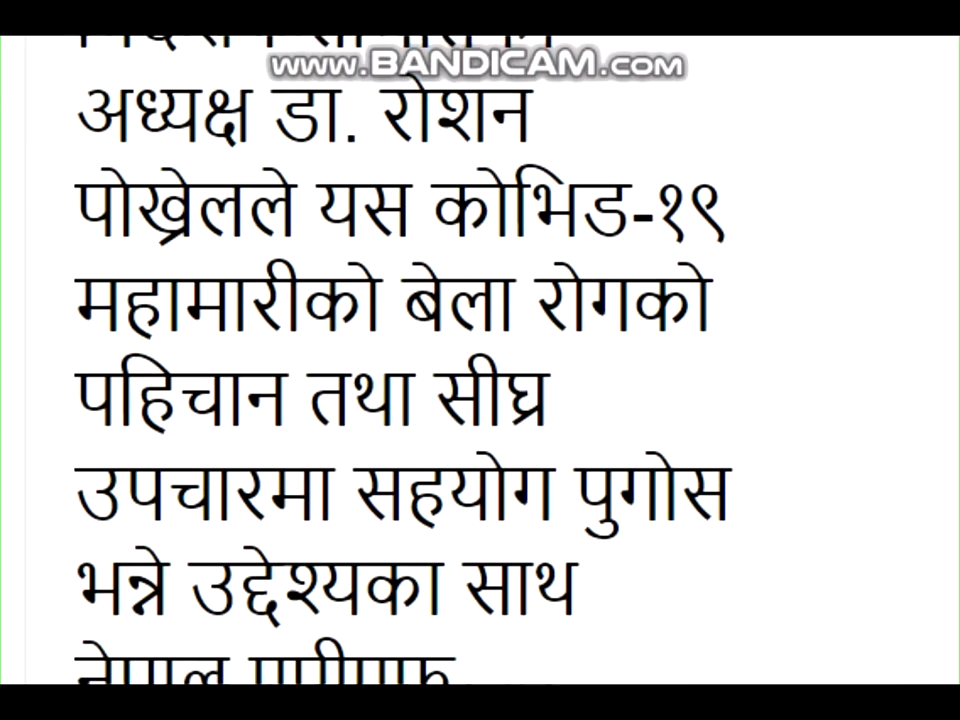 www.BANDICAM.com
अध्यक्ष डा. रोशन
पोख्रेलले यस कोभिड-१९
महामारीको बेला रोगको
पहिचान तथा सीघ्र
उपचारमा सहयोग पुगोस
भन्ने उद्देश्यका साथ
नेपाल